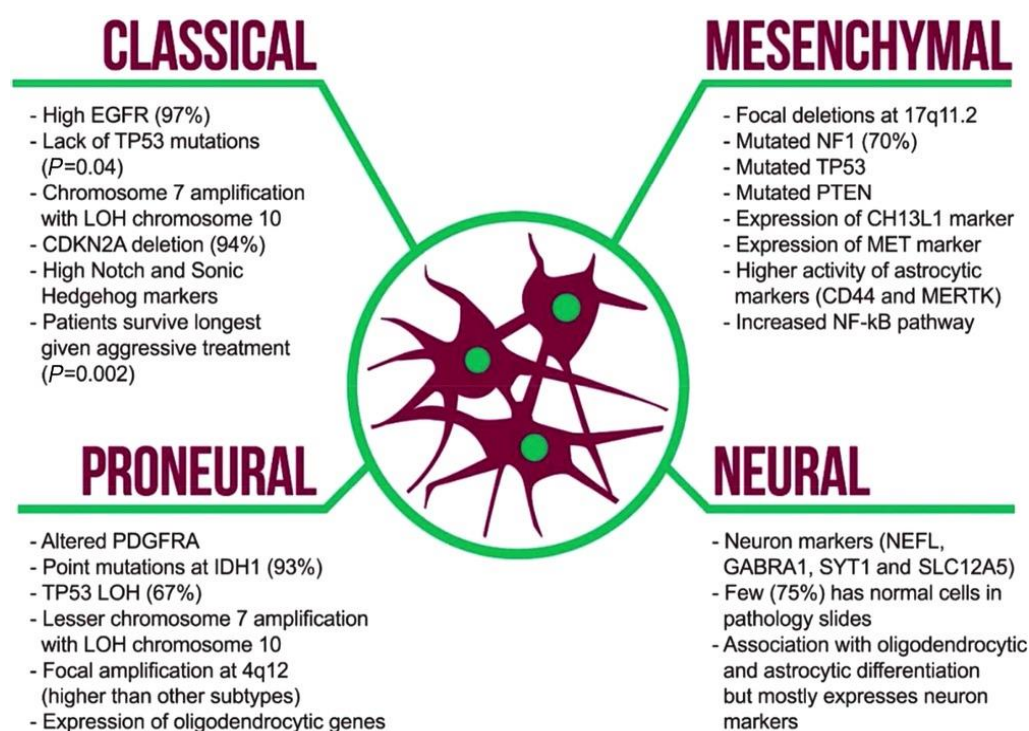 CLASSICAL
- High EGFR (97%)
- Lack of TP53 mutations
(P=0.04)
- Chromosome 7 amplification
with LOH chromosome 10
- CDKN2A deletion (94%)
- High Notch and Sonic
Hedgehog markers
- Patients survive longest
given aggressive treatment
(P=0.002)
MESENCHYMAL
- Focal deletions at 17q11.2
- Mutated NF1 (70%)
- Mutated TP53
- Mutated PTEN
- Expression of CH13L1 marker
- Expression of MET marker
- Higher activity of astrocytic
markers (CD44 and MERTK)
- Increased NF-kB pathway
PRONEURAL
- Altered PDGFRA
- Point mutations at IDH1 (93%)
- TP53 LOH (67%)
- Lesser chromosome 7 amplification
with LOH chromosome 10
- Focal amplification at 4q12
(higher than other subtypes)
- Expression of oligodendrocytic genes
NEURAL
- Neuron markers (NEFL,
GABRA1, SYT1 and SLC12A5)
- Few (75%) has normal cells in
pathology slides
- Association with oligodendrocytic
and astrocytic differentiation
but mostly expresses neuron
markers